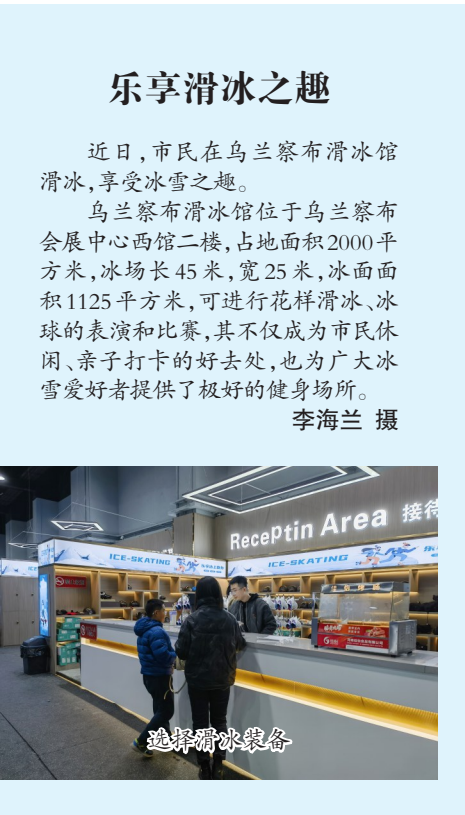 乐享滑冰之趣
近日，市民在乌兰察布滑冰馆
滑冰，享受冰雪之趣。
乌兰察布滑冰馆位于乌兰察布
会展中心西馆二楼，占地面积2000平
方米，冰场长45米，宽25米，冰面面
积1125平方米，可进行花样滑冰、冰
球的表演和比赛，其不仅成为市民休
闲、亲子打卡的好去处，也为广大冰
雪爱好者提供了极好的健身场所。
李海兰 摄
RecePtin Area 接待
ICE-SKATING
ICE-SKATING
选择滑冰装备